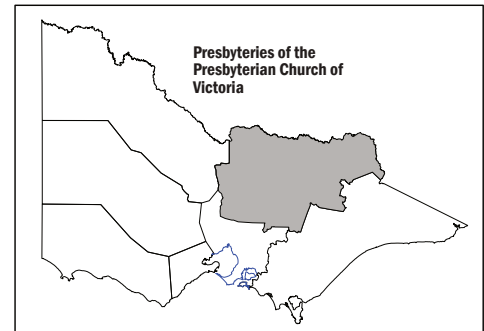 Presbyteries of the
Presbyterian Church of
Victoria